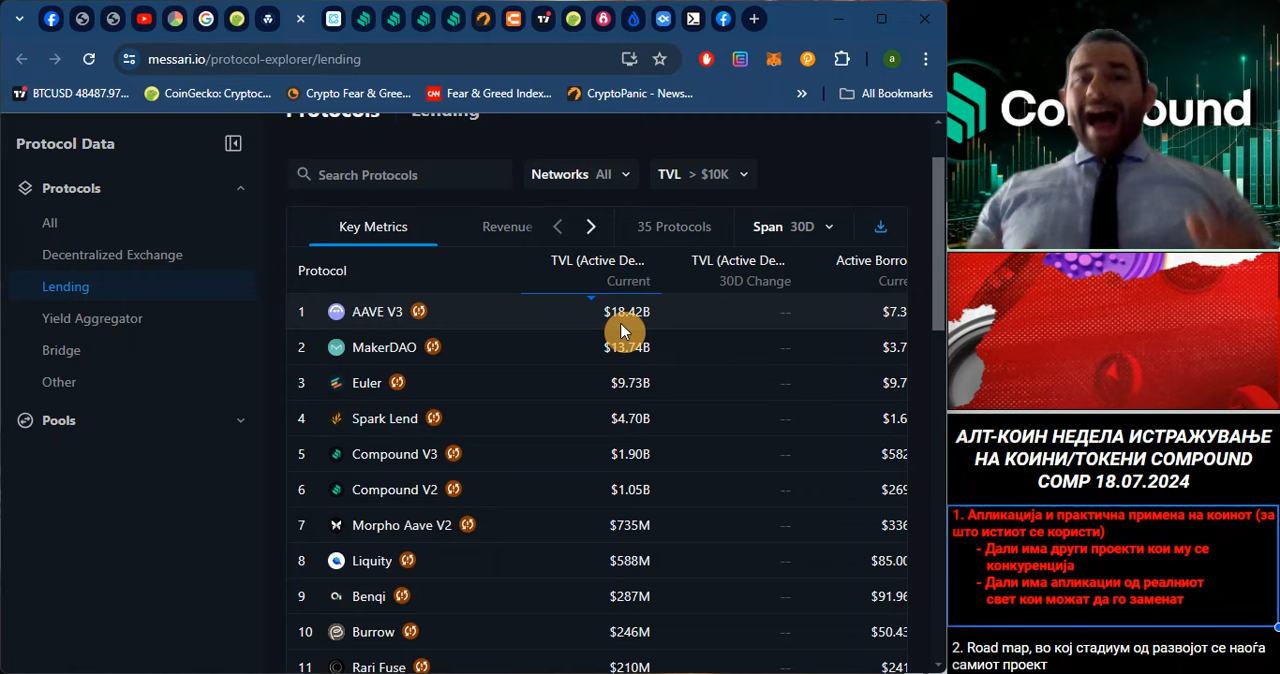 messari.io/protocol-explorer/lending
BTCUSD 48487.97...
CoinGecko: Cryptoc...
Crypto Fear & Gree...
Fear & Greed Index...
CryptoPanic - News...
All Bookmarks
Protocol Data
Protocols
All
Decentralized Exchange
Lending
Yield Aggregator
Bridge
Other
Pools
Protocols Lending
Search Protocols
Networks All
TVL > $10K
Key Metrics
Revenue
35 Protocols
Span 30D
Protocol
TVL (Active De...
Current
TVL (Active De...
30D Change
Active Borro
Curre
1 AAVE V3 $18.42B -- $7.3
2 MakerDAO $13.74B -- $3.7
3 Euler $9.73B -- $9.7
4 Spark Lend $4.70B -- $1.6
5 Compound V3 $1.90B -- $582
6 Compound V2 $1.05B -- $269
7 Morpho Aave V2 $735M -- $336
8 Liquity $588M -- $85.00
9 Benqi $287M -- $91.96
10 Burrow $246M -- $50.43
11 Rari Fuse $210M -- $241
АЛТ-КОИН НЕДЕЛА ИСТРАЖУВАЊЕ
НА КОИНИ/ТОКЕНИ COMPOUND
COMP 18.07.2024
1. Апликација и практична примена на коинот (за
што истиот се користи)
- Дали има други проекти кои му се
конкуренција
- Дали има апликации од реалниот
свет кои можат да го заменат
2. Road map, во кој стадиум од развојот се наоѓа
самиот проект